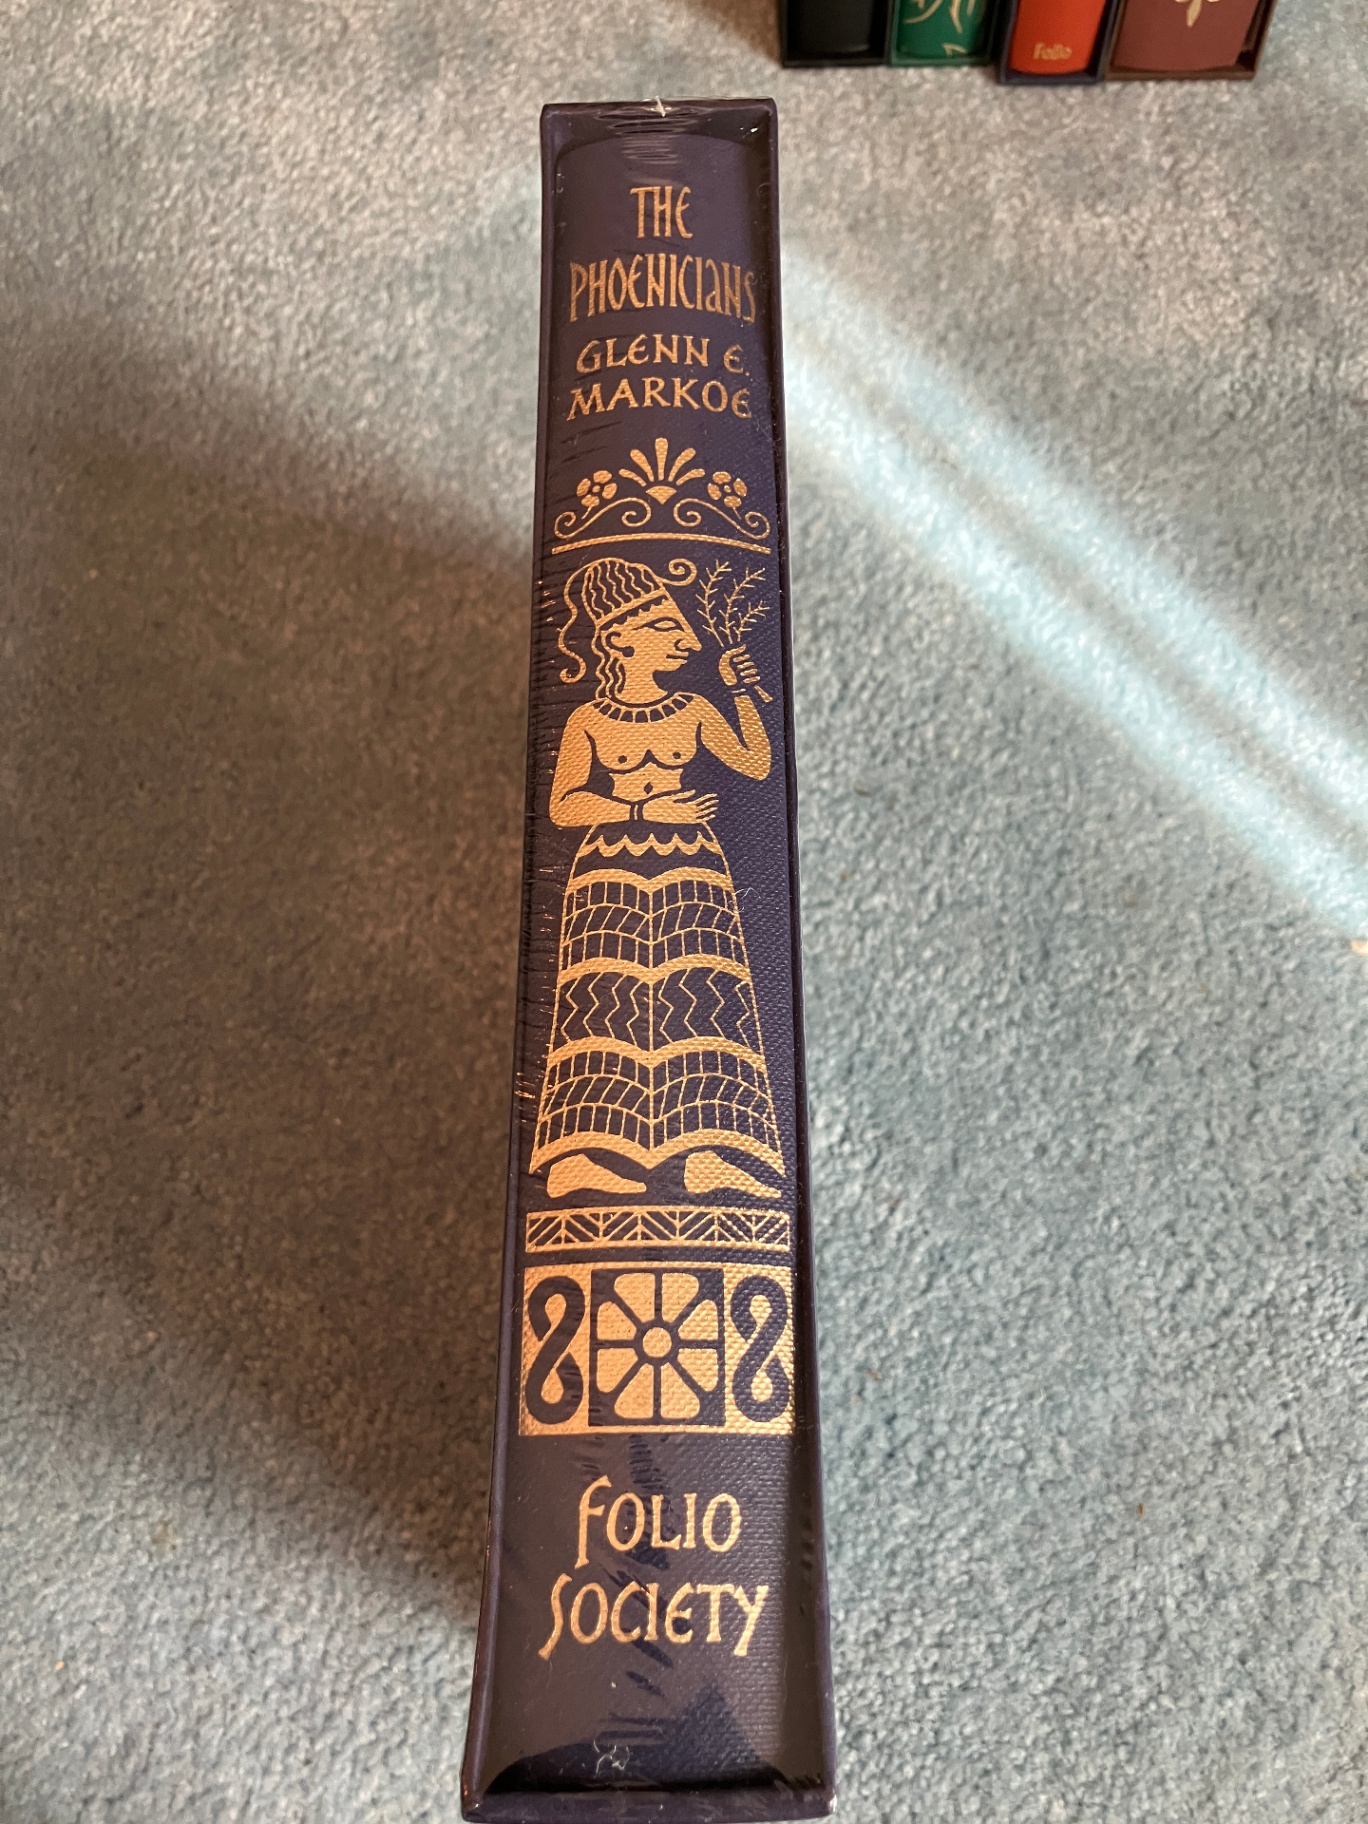 Folio
THE
PHOENICIANS
GLENN E.
MARKOE
FOLIO
SOCIETY